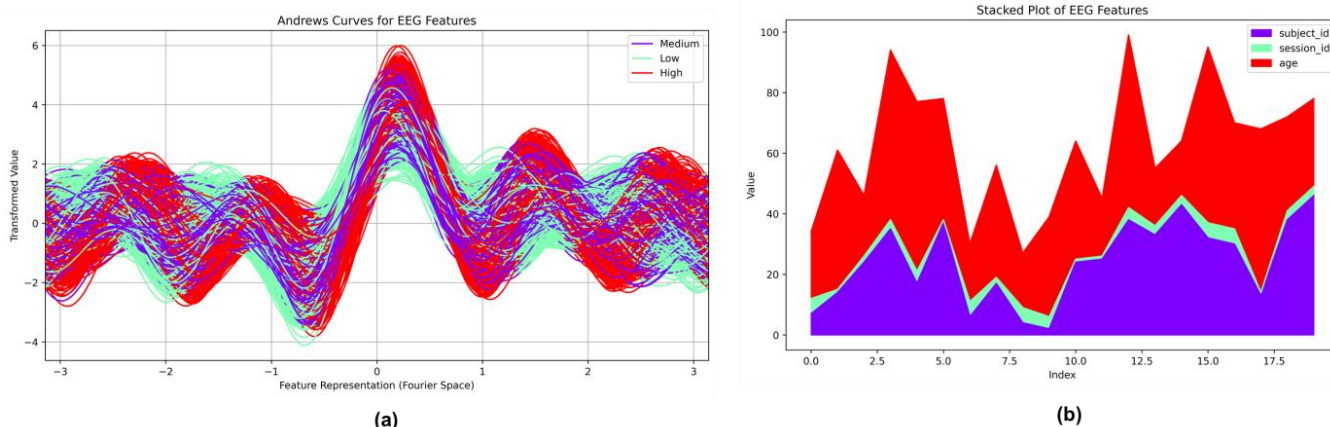 Andrews Curves for EEG Features
Transformed Value
6
4
2
0
−2
−4
Medium
Low
High
−3
−2
−1
0
1
2
3
Feature Representation (Fourier Space)
(a)
Stacked Plot of EEG Features
Value
100
80
60
40
20
0
subject_id
session_id
age
0.0
2.5
5.0
7.5
10.0
12.5
15.0
17.5
Index
(b)